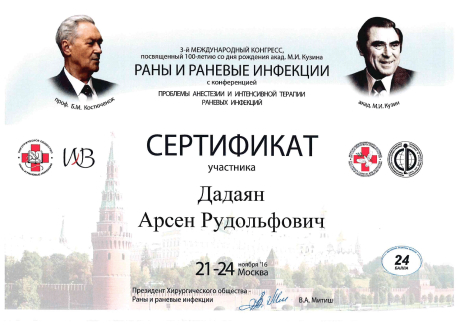 3-й МЕЖДУНАРОДНЫЙ КОНГРЕСС,
посвященный 100-летию со дня рождения акад. М.И. Кузина
РАНЫ И РАНЕВЫЕ ИНФЕКЦИИ
с конференцией
ПРОБЛЕМЫ АНЕСТЕЗИИ И ИНТЕНСИВНОЙ ТЕРАПИИ
РАНЕВЫХ ИНФЕКЦИЙ
проф. Б.М. Костюченок
акад. М.И. Кузин
СЕРТИФИКАТ
участника
Дадаян
Арсен Рудольфович
21-24 ноября '16
Москва
24
БАЛЛА
Президент Хирургического общества -
Раны и раневые инфекции
В.А. Митиш